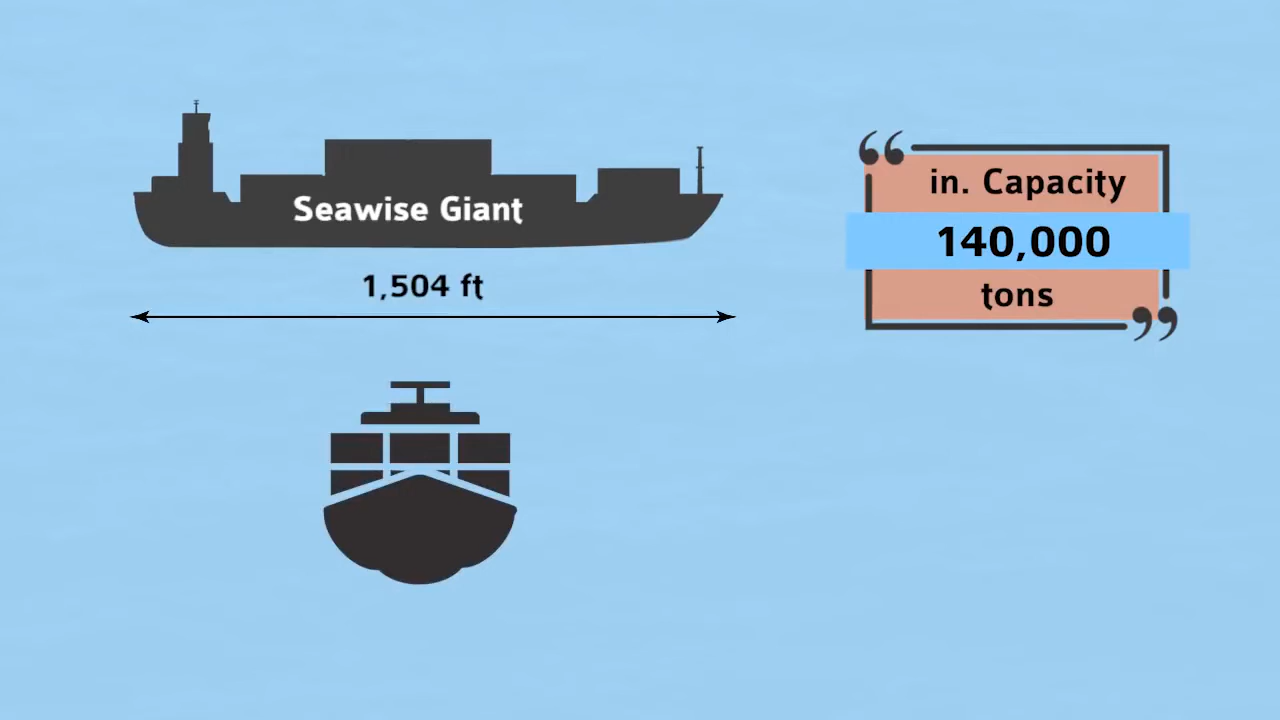 Seawise Giant
1,504 ft
“ in. Capacity
140,000
tons ”